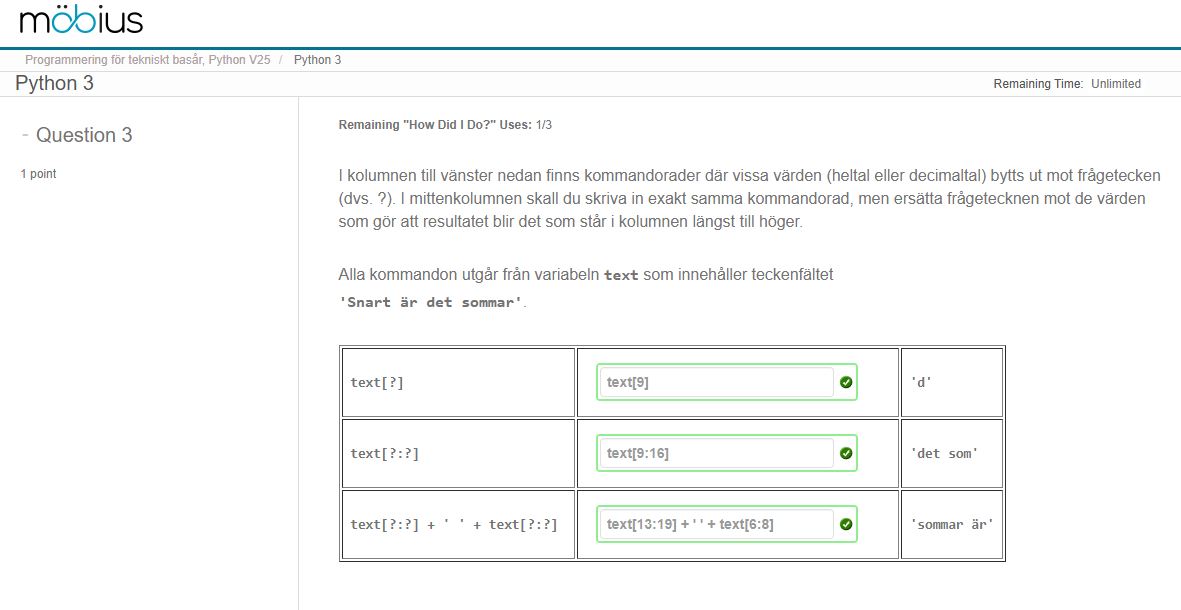 möbius
Programmering för tekniskt basår, Python V25 / Python 3
Python 3 Remaining Time: Unlimited
- Question 3
1 point
Remaining "How Did I Do?" Uses: 1/3
I kolumnen till vänster nedan finns kommandorader där vissa värden (heltal eller decimaltal) bytts ut mot frågetecken
(dvs. ?). I mittenkolumnen skall du skriva in exakt samma kommandorad, men ersätta frågetecknen mot de värden
som gör att resultatet blir det som står i kolumnen längst till höger.
Alla kommandon utgår från variabeln text som innehåller teckenfältet
'Snart är det sommar'.
text[?] text[9] 'd'
text[?:?] text[9:16] 'det som'
text[?:?] + ' ' + text[?:?] text[13:19] + ' ' + text[6:8] 'sommar är'